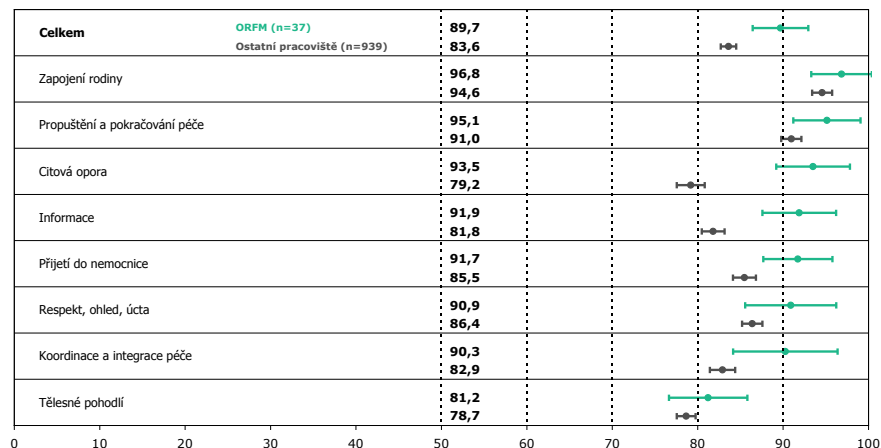 Celkem
ORFM (n=37)
89,7
Ostatní pracoviště (n=939)
83,6
Zapojení rodiny
96,8
94,6
Propuštění a pokračování péče
95,1
91,0
Citová opora
93,5
79,2
Informace
91,9
81,8
Přijetí do nemocnice
91,7
85,5
Respekt, ohled, úcta
90,9
86,4
Koordinace a integrace péče
90,3
82,9
Tělesné pohodlí
81,2
78,7
0 10 20 30 40 50 60 70 80 90 100